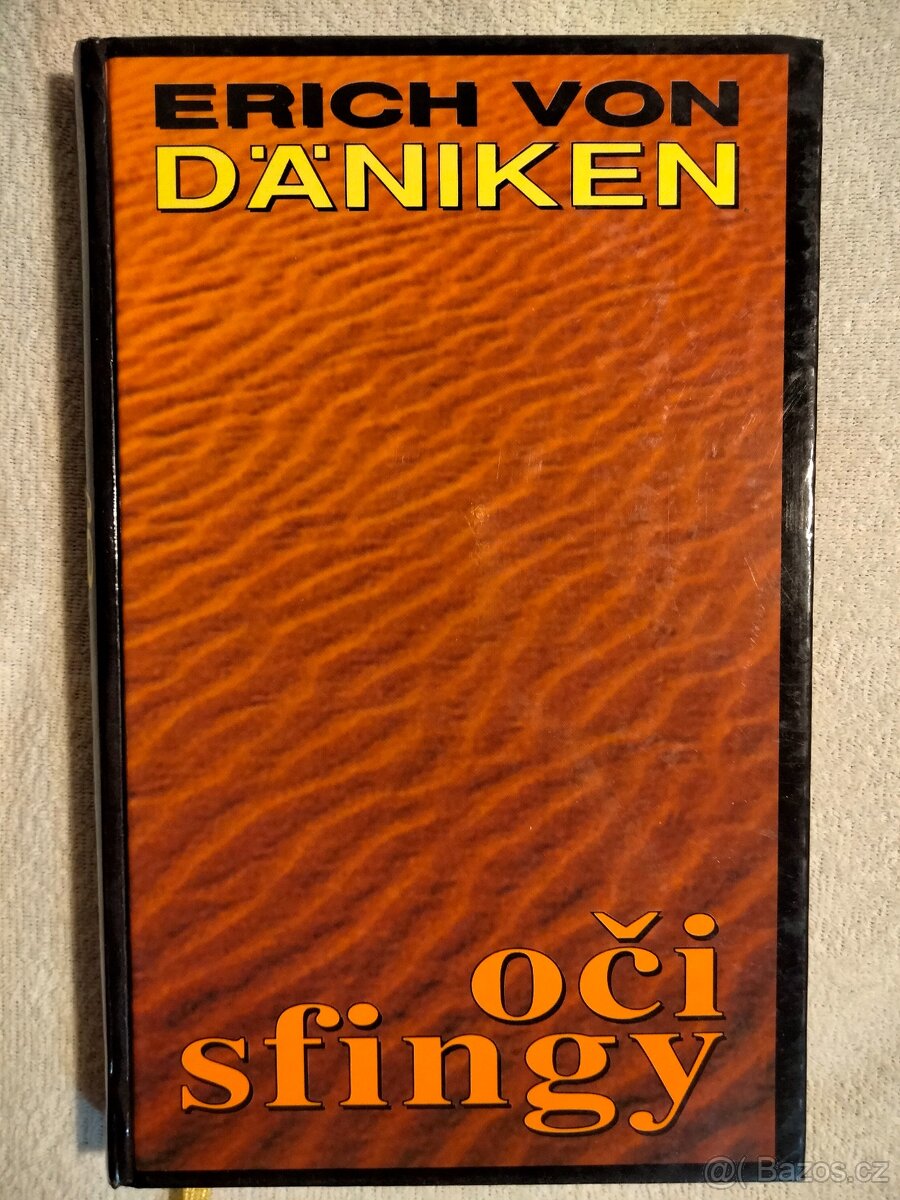 ERICH VON
DÄNIKEN
oči
sfingy
@( Bazos.cz